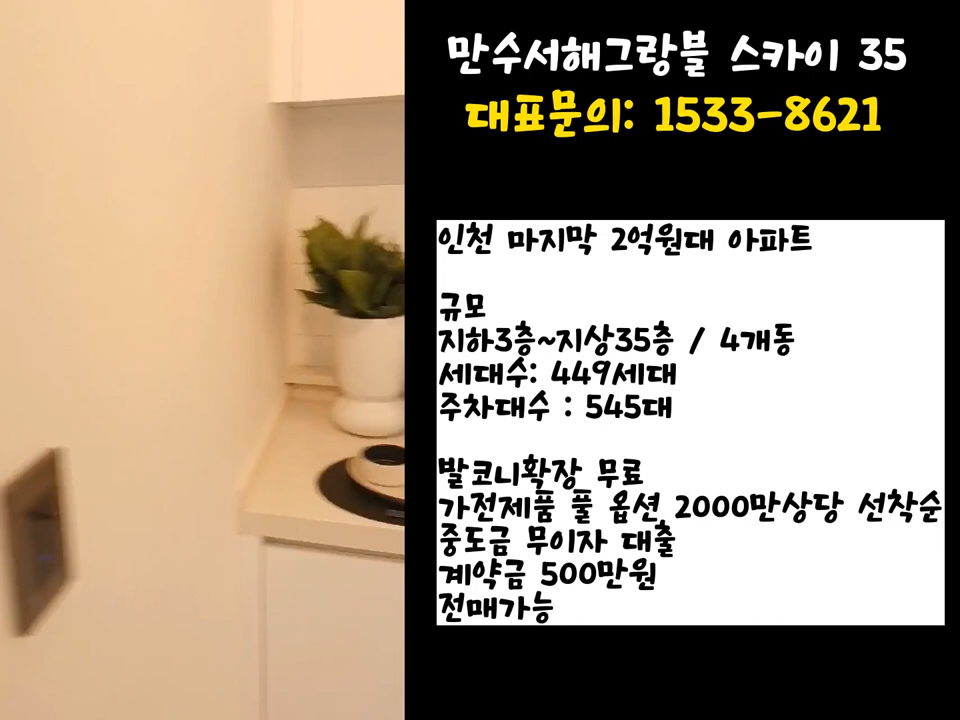 만수서해그랑블 스카이 35
대표문의: 1533-8621
인천 마지막 2억원대 아파트
규모
지하3층~지상35층 / 4개동
세대수: 449세대
주차대수 : 545대
발코니확장 무료
가전제품 풀 옵션 2000만상당 선착순
중도금 무이자 대출
계약금 500만원
전매가능